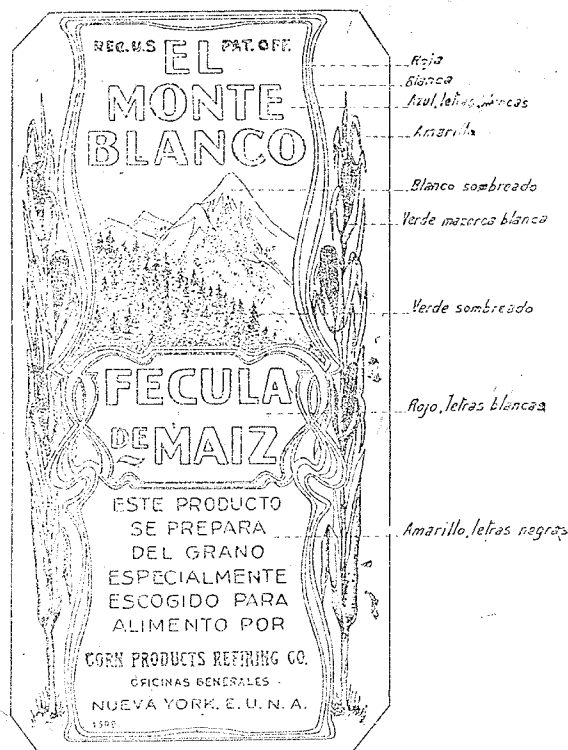 REG. U.S. PAT. OFF.
EL
MONTE
BLANCO
FECULA
DE MAIZ
ESTE PRODUCTO
SE PREPARA
DEL GRANO
ESPECIALMENTE
ESCOGIDO PARA
ALIMENTO POR
CORN PRODUCTS REFINING CO.
OFICINAS GENERALES
NUEVA YORK. E. U. N. A.
Roja
Blanca
Azul, letras blancas
Amarilla
Blanco sombreado
Verde mazorca blanca
Verde sombreado
Rojo, letras blancas
Amarillo, letras negras